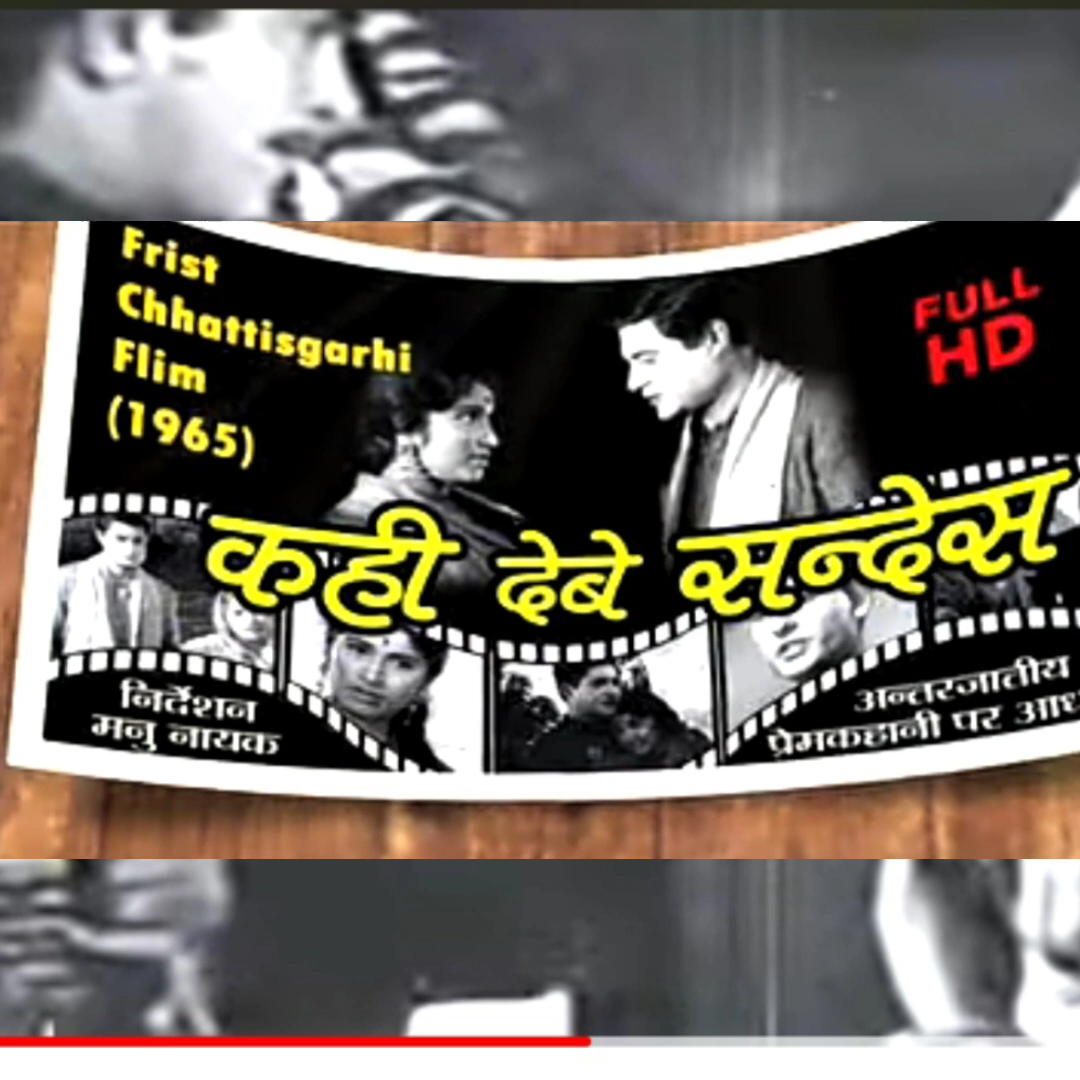 Frist
Chhattisgarhi
Flim
(1965)
FULL
HD
कही देबे सन्देस
निर्देशन
मनु नायक
अन्तरजातीय
प्रेमकहानी पर